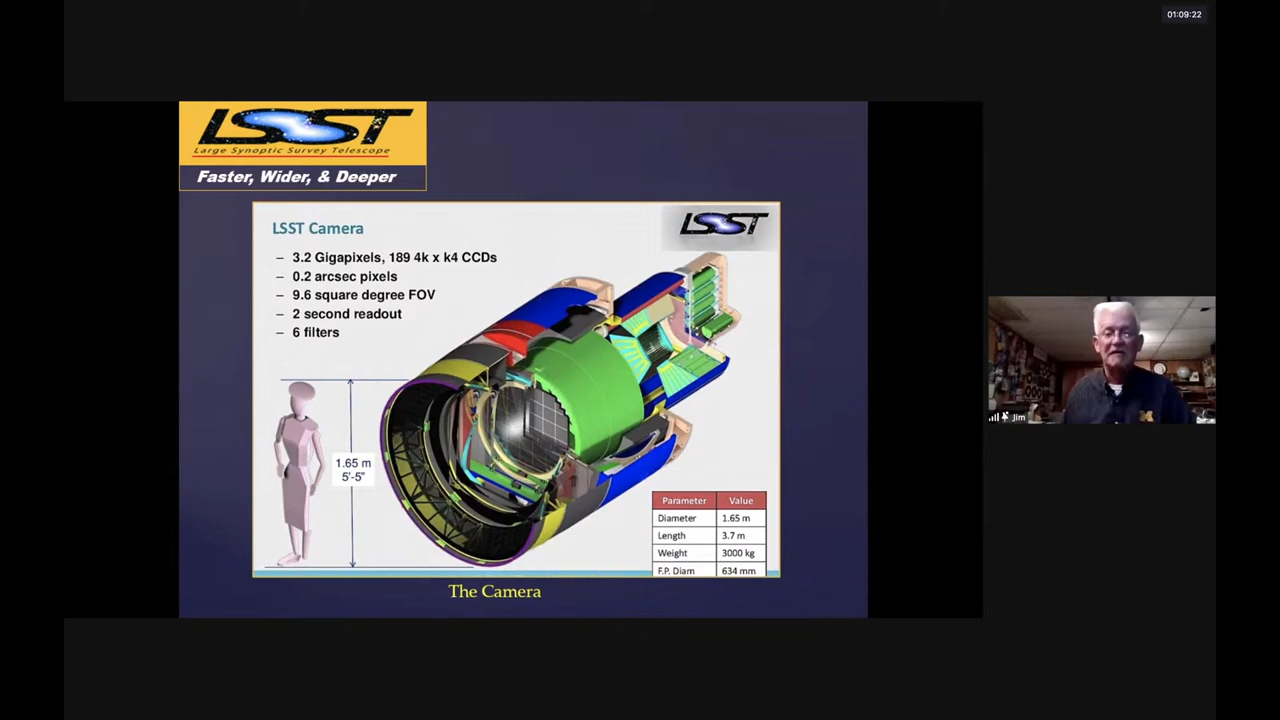 01:09:22
LSST
Large Synoptic Survey Telescope
Faster, Wider, & Deeper
LSST
LSST Camera
– 3.2 Gigapixels, 189 4k x k4 CCDs
– 0.2 arcsec pixels
– 9.6 square degree FOV
– 2 second readout
– 6 filters
1.65 m
5'-5"
Parameter Value
Diameter 1.65 m
Length 3.7 m
Weight 3000 kg
F.P. Diam 634 mm
The Camera
Jim